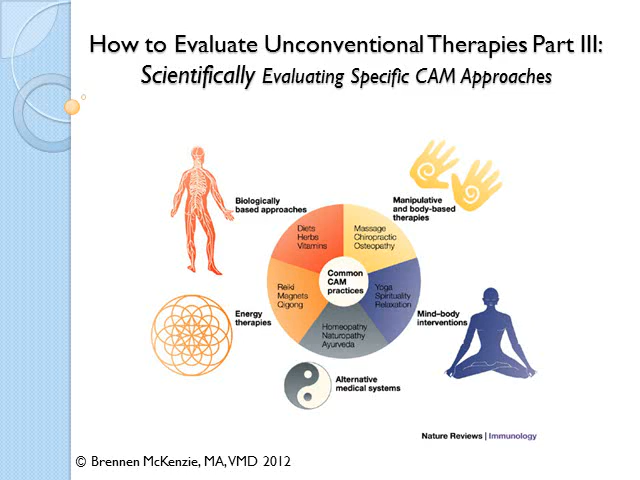 How to Evaluate Unconventional Therapies Part III:
Scientifically Evaluating Specific CAM Approaches
Biologically
based approaches
Manipulative
and body-based
therapies
Diets
Herbs
Vitamins
Massage
Chiropractic
Osteopathy
Common
CAM
practices
Reiki
Magnets
Qigong
Yoga
Spirituality
Relaxation
Energy
therapies
Mind–body
interventions
Homeopathy
Naturopathy
Ayurveda
Alternative
medical systems
Nature Reviews | Immunology
© Brennen McKenzie, MA, VMD 2012